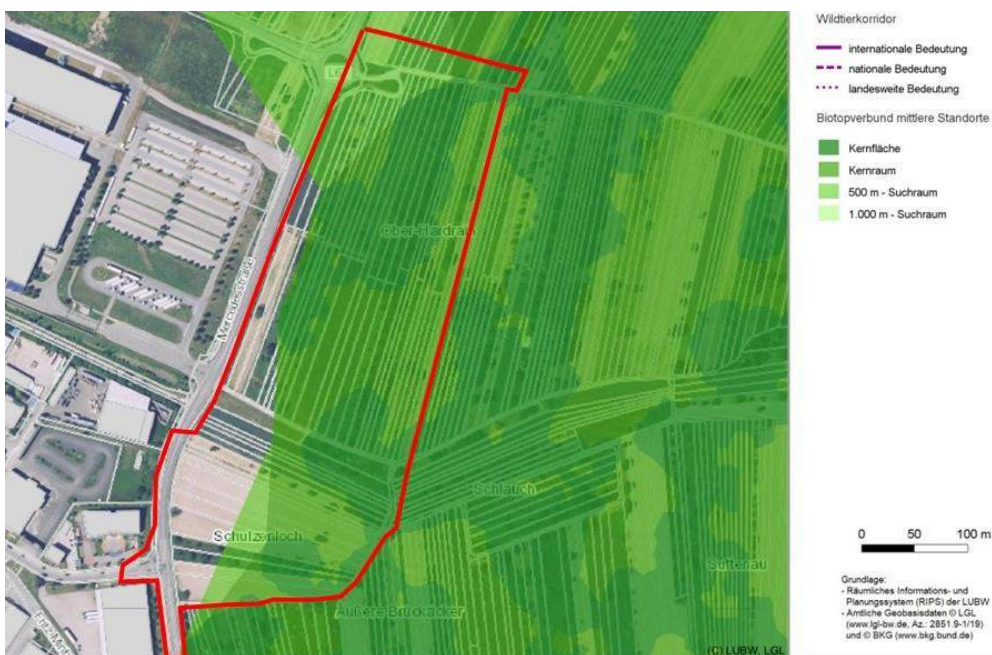 Wildtierkorridor
internationale Bedeutung
nationale Bedeutung
landesweite Bedeutung
Biotopverbund mittlere Standorte
Kernfläche
Kernraum
500 m - Suchraum
1.000 m - Suchraum
Ober-Hardrain
Mercedesstraße
Schlauch
Schulzenloch
Suttenau
Äußere Bruckäcker
0 50 100 m
Grundlage:
- Räumliches Informations- und
Planungssystem (RIPS) der LUBW
- Amtliche Geobasisdaten © LGL
(www.lgl-bw.de, Az.: 2851.9-1/19)
und © BKG (www.bkg.bund.de)
(C) LUBW, LGL